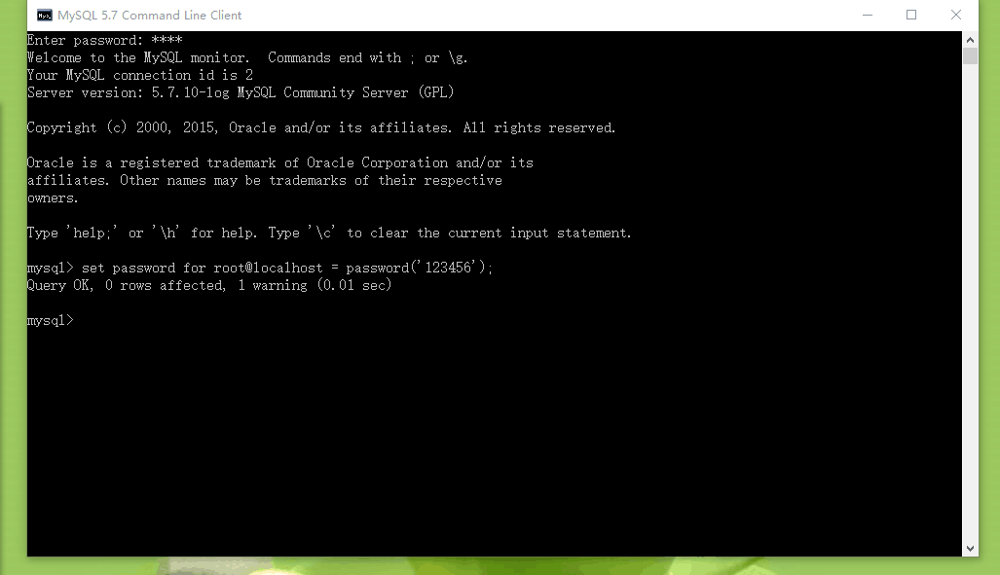 MySQL 5.7 Command Line Client
Enter password: ****
Welcome to the MySQL monitor.  Commands end with ; or \g.
Your MySQL connection id is 2
Server version: 5.7.10-log MySQL Community Server (GPL)
Copyright (c) 2000, 2015, Oracle and/or its affiliates. All rights reserved.
Oracle is a registered trademark of Oracle Corporation and/or its
affiliates. Other names may be trademarks of their respective
owners.
Type 'help;' or '\h' for help. Type '\c' to clear the current input statement.
mysql> set password for root@localhost = password('123456');
Query OK, 0 rows affected, 1 warning (0.01 sec)
mysql>